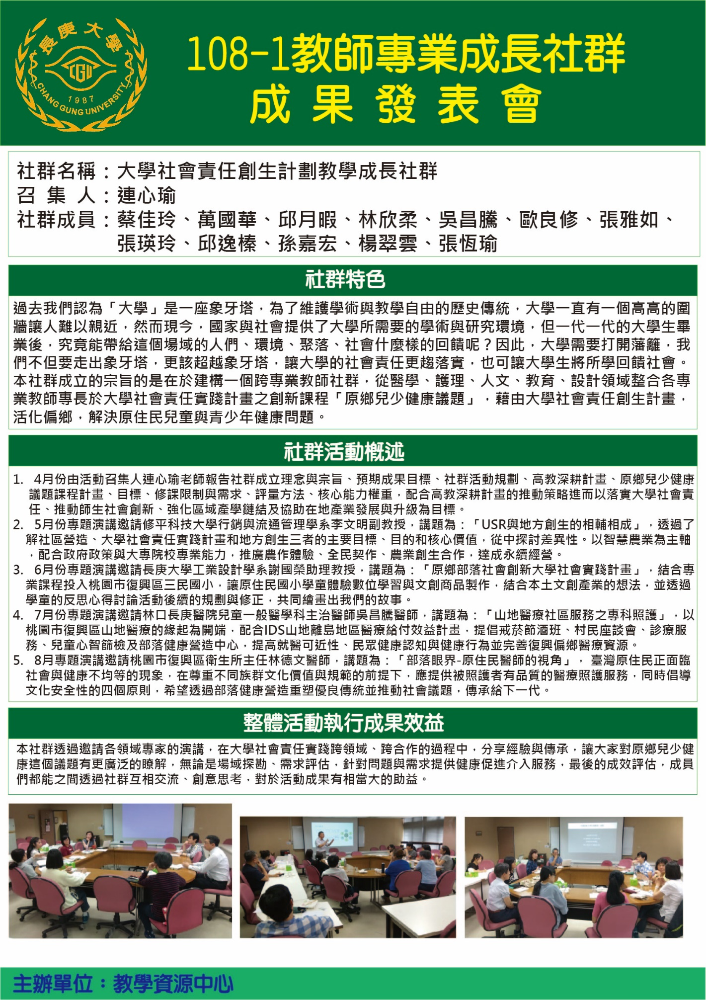 長庚大學
CGU
1987
CHANG GUNG UNIVERSITY
108-1教師專業成長社群
成果發表會
社群名稱：大學社會責任創生計劃教學成長社群
召 集 人：連心瑜
社群成員：蔡佳玲、萬國華、邱月暇、林欣柔、吳昌騰、歐良修、張雅如、
張瑛玲、邱逸榛、孫嘉宏、楊翠雲、張恆瑜
社群特色
過去我們認為「大學」是一座象牙塔，為了維護學術與教學自由的歷史傳統，大學一直有一個高高的圍
牆讓人難以親近，然而現今，國家與社會提供了大學所需要的學術與研究環境，但一代一代的大學生畢
業後，究竟能帶給這個場域的人們、環境、聚落、社會什麼樣的回饋呢？因此，大學需要打開藩籬，我
們不但要走出象牙塔，更該超越象牙塔，讓大學的社會責任更趨落實，也可讓大學生將所學回饋社會。
本社群成立的宗旨的是在於建構一個跨專業教師社群，從醫學、護理、人文、教育、設計領域整合各專
業教師專長於大學社會責任實踐計畫之創新課程「原鄉兒少健康議題」，藉由大學社會責任創生計畫，
活化偏鄉，解決原住民兒童與青少年健康問題。
社群活動概述
1. 4月份由活動召集人連心瑜老師報告社群成立理念與宗旨、預期成果目標、社群活動規劃、高教深耕計畫、原鄉兒少健康
議題課程計畫、目標、修課限制與需求、評量方法、核心能力權重，配合高教深耕計畫的推動策略進而以落實大學社會責
任、推動師生社會創新、強化區域產學鏈結及協助在地產業發展與升級為目標。
2. 5月份專題演講邀請修平科技大學行銷與流通管理學系李文明副教授，講題為：「USR與地方創生的相輔相成」，透過了
解社區營造、大學社會責任實踐計畫和地方創生三者的主要目標、目的和核心價值，從中探討差異性。以智慧農業為主軸
，配合政府政策與大專院校專業能力，推廣農作體驗、全民契作、農業創生合作，達成永續經營。
3. 6月份專題演講邀請長庚大學工業設計學系謝國榮助理教授，講題為：「原鄉部落社會創新大學社會實踐計畫」，結合專
業課程投入桃園市復興區三民國小，讓原住民國小學童體驗數位學習與文創商品製作，結合本土文創產業的想法，並透過
學童的反思心得討論活動後續的規劃與修正，共同繪畫出我們的故事。
4. 7月份專題演講邀請林口長庚醫院兒童一般醫學科主治醫師吳昌騰醫師，講題為：「山地醫療社區服務之專科照護」，以
桃園市復興區山地醫療的緣起為開端，配合IDS山地離島地區醫療給付效益計畫，提倡戒菸節酒班、村民座談會、診療服
務、兒童心智篩檢及部落健康營造中心，提高就醫可近性、民眾健康認知與健康行為並完善復興偏鄉醫療資源。
5. 8月專題演講邀請桃園市復興區衛生所主任林德文醫師，講題為：「部落眼界-原住民醫師的視角」， 臺灣原住民正面臨
社會與健康不均等的現象，在尊重不同族群文化價值與規範的前提下，應提供被照護者有品質的醫療照護服務，同時倡導
文化安全性的四個原則，希望透過部落健康營造重塑優良傳統並推動社會議題，傳承給下一代。
整體活動執行成果效益
本社群透過邀請各領域專家的演講，在大學社會責任實踐跨領域、跨合作的過程中，分享經驗與傳承，讓大家對原鄉兒少健
康這個議題有更廣泛的瞭解，無論是場域探勘、需求評估，針對問題與需求提供健康促進介入服務，最後的成效評估，成員
們都能之間透過社群互相交流、創意思考，對於活動成果有相當大的助益。
主辦單位：教學資源中心